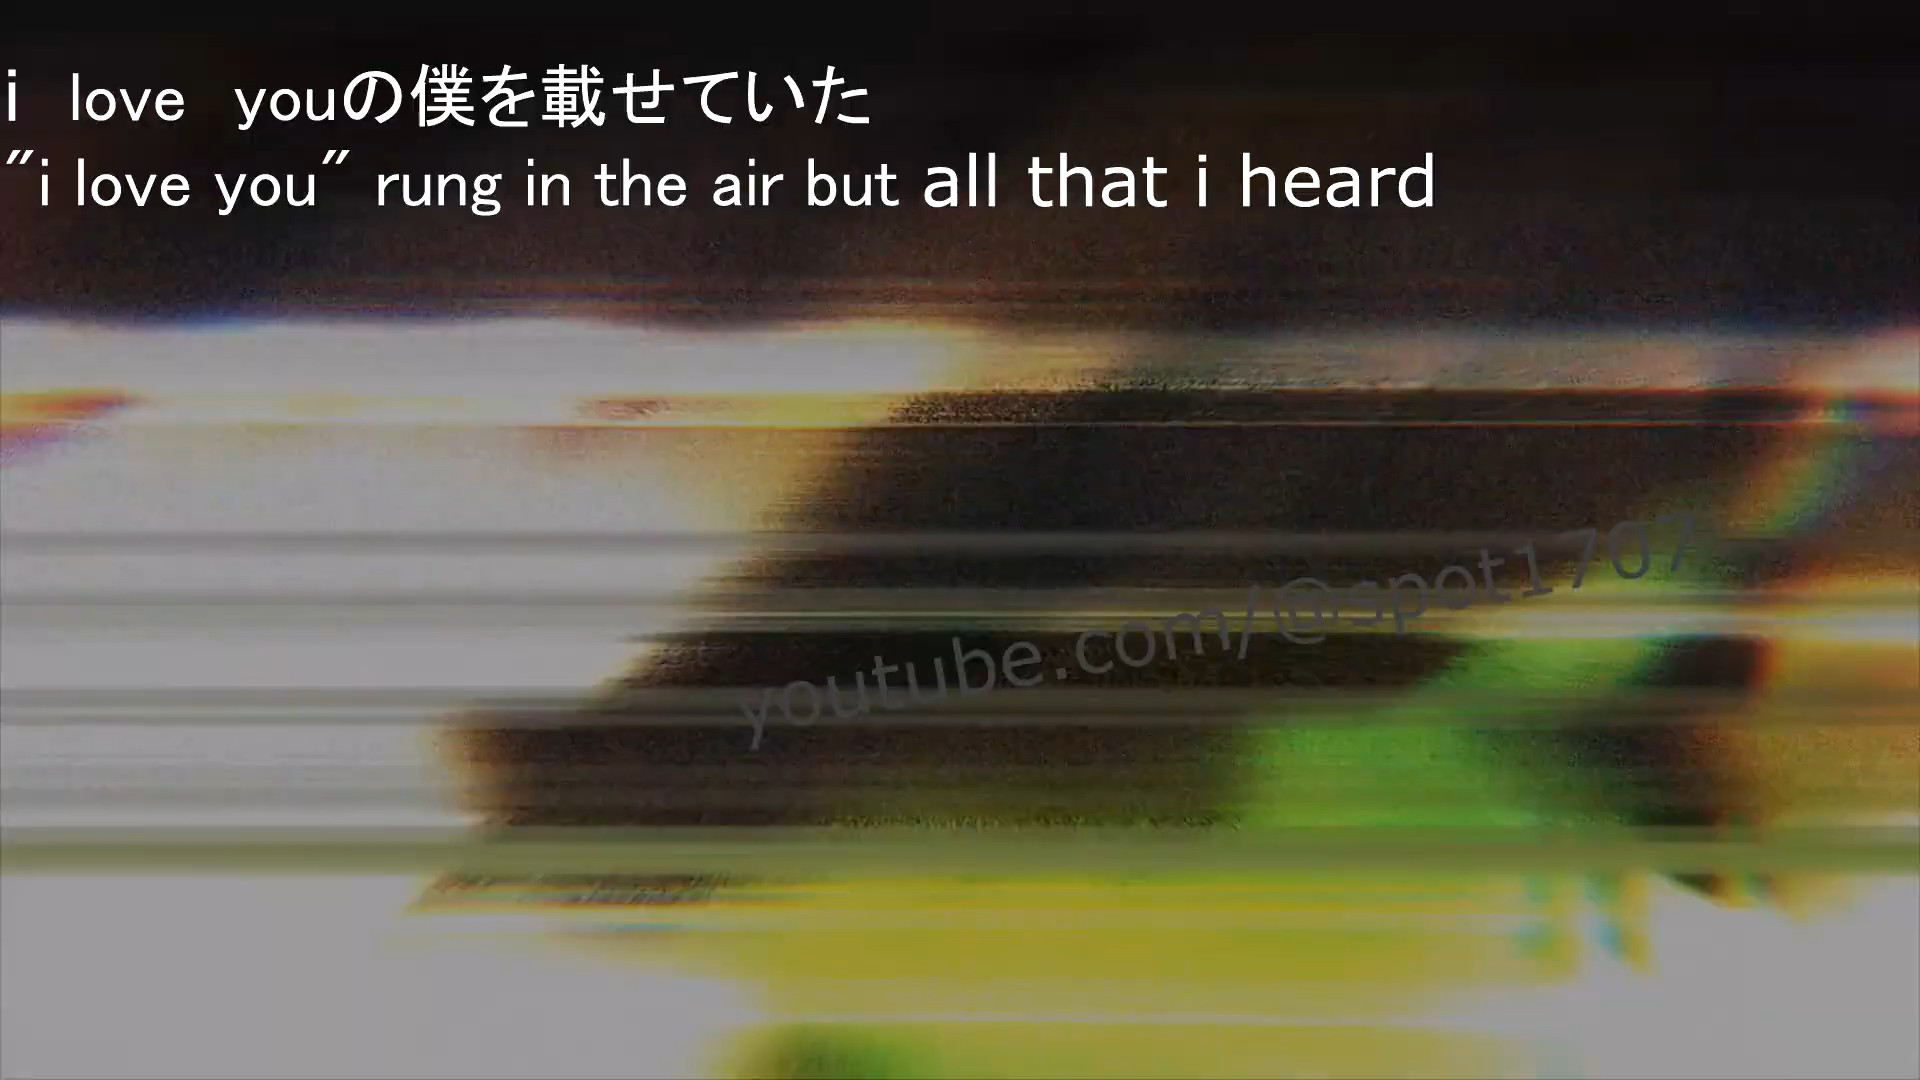 i　love　youの僕を載せていた
"i love you" rung in the air but all that i heard
youtube.com/@spot1707